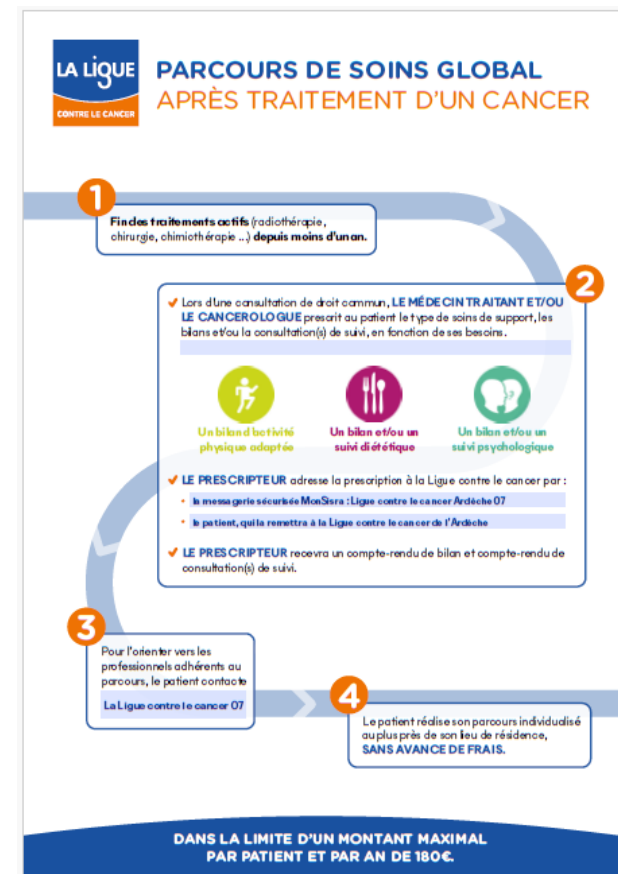 LA LIGUE
CONTRE LE CANCER
PARCOURS DE SOINS GLOBAL
APRÈS TRAITEMENT D'UN CANCER
1
Fin des traitements actifs (radiothérapie,
chirurgie, chimiothérapie ...) depuis moins d'un an.
2
Lors d'une consultation de droit commun, LE MÉDECIN TRAITANT ET/OU
LE CANCEROLOGUE prescrit au patient le type de soins de support, les
bilans et/ou la consultation(s) de suivi, en fonction de ses besoins.
Un bilan d'activité
physique adaptée
Un bilan et/ou un
suivi diététique
Un bilan et/ou un
suivi psychologique
LE PRESCRIPTEUR adresse la prescription à la Ligue contre le cancer par :
la messagerie sécurisée MonSisra : Ligue contre le cancer Ardèche 07
le patient, qui la remettra à la Ligue contre le cancer de l'Ardèche
LE PRESCRIPTEUR recevra un compte-rendu de bilan et compte-rendu de
consultation(s) de suivi.
3
Pour l'orienter vers les
professionnels adhérents au
parcours, le patient contacte
La Ligue contre le cancer 07
4
Le patient réalise son parcours individualisé
au plus près de son lieu de résidence,
SANS AVANCE DE FRAIS.
DANS LA LIMITE D'UN MONTANT MAXIMAL
PAR PATIENT ET PAR AN DE 180€.